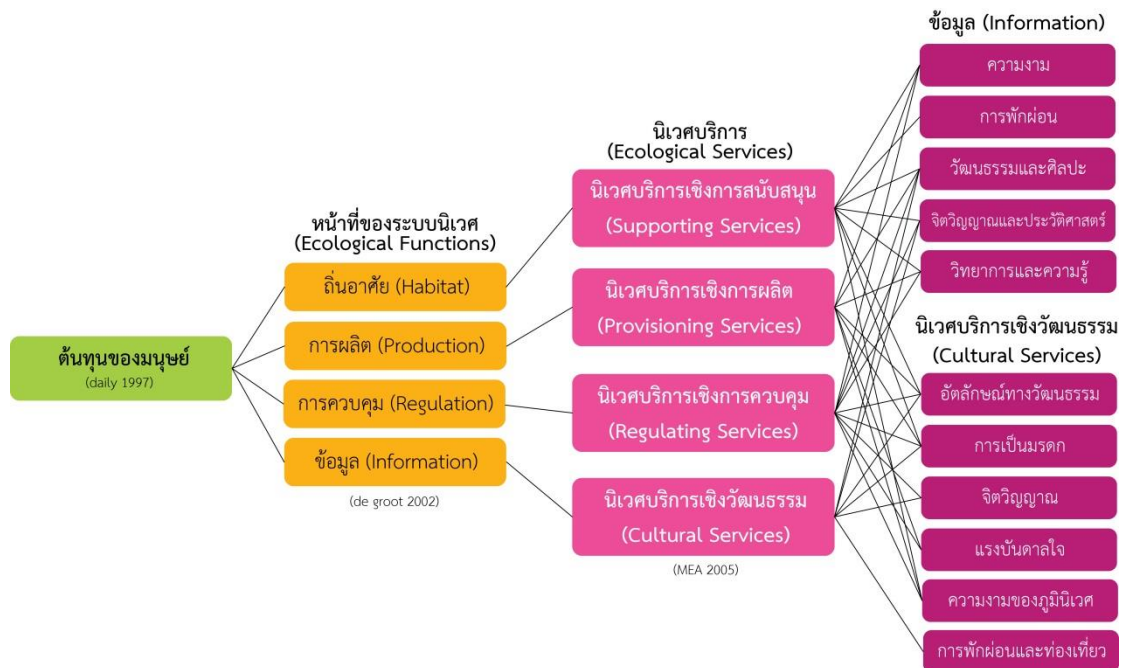 ต้นทุนของมนุษย์
(daily 1997)
หน้าที่ของระบบนิเวศ
(Ecological Functions)
ถิ่นอาศัย (Habitat)
การผลิต (Production)
การควบคุม (Regulation)
ข้อมูล (Information)
(de groot 2002)
นิเวศบริการ
(Ecological Services)
นิเวศบริการเชิงการสนับสนุน
(Supporting Services)
นิเวศบริการเชิงการผลิต
(Provisioning Services)
นิเวศบริการเชิงการควบคุม
(Regulating Services)
นิเวศบริการเชิงวัฒนธรรม
(Cultural Services)
(MEA 2005)
ข้อมูล (Information)
ความงาม
การพักผ่อน
วัฒนธรรมและศิลปะ
จิตวิญญาณและประวัติศาสตร์
วิทยาการและความรู้
นิเวศบริการเชิงวัฒนธรรม
(Cultural Services)
อัตลักษณ์ทางวัฒนธรรม
การเป็นมรดก
จิตวิญญาณ
แรงบันดาลใจ
ความงามของภูมินิเวศ
การพักผ่อนและท่องเที่ยว